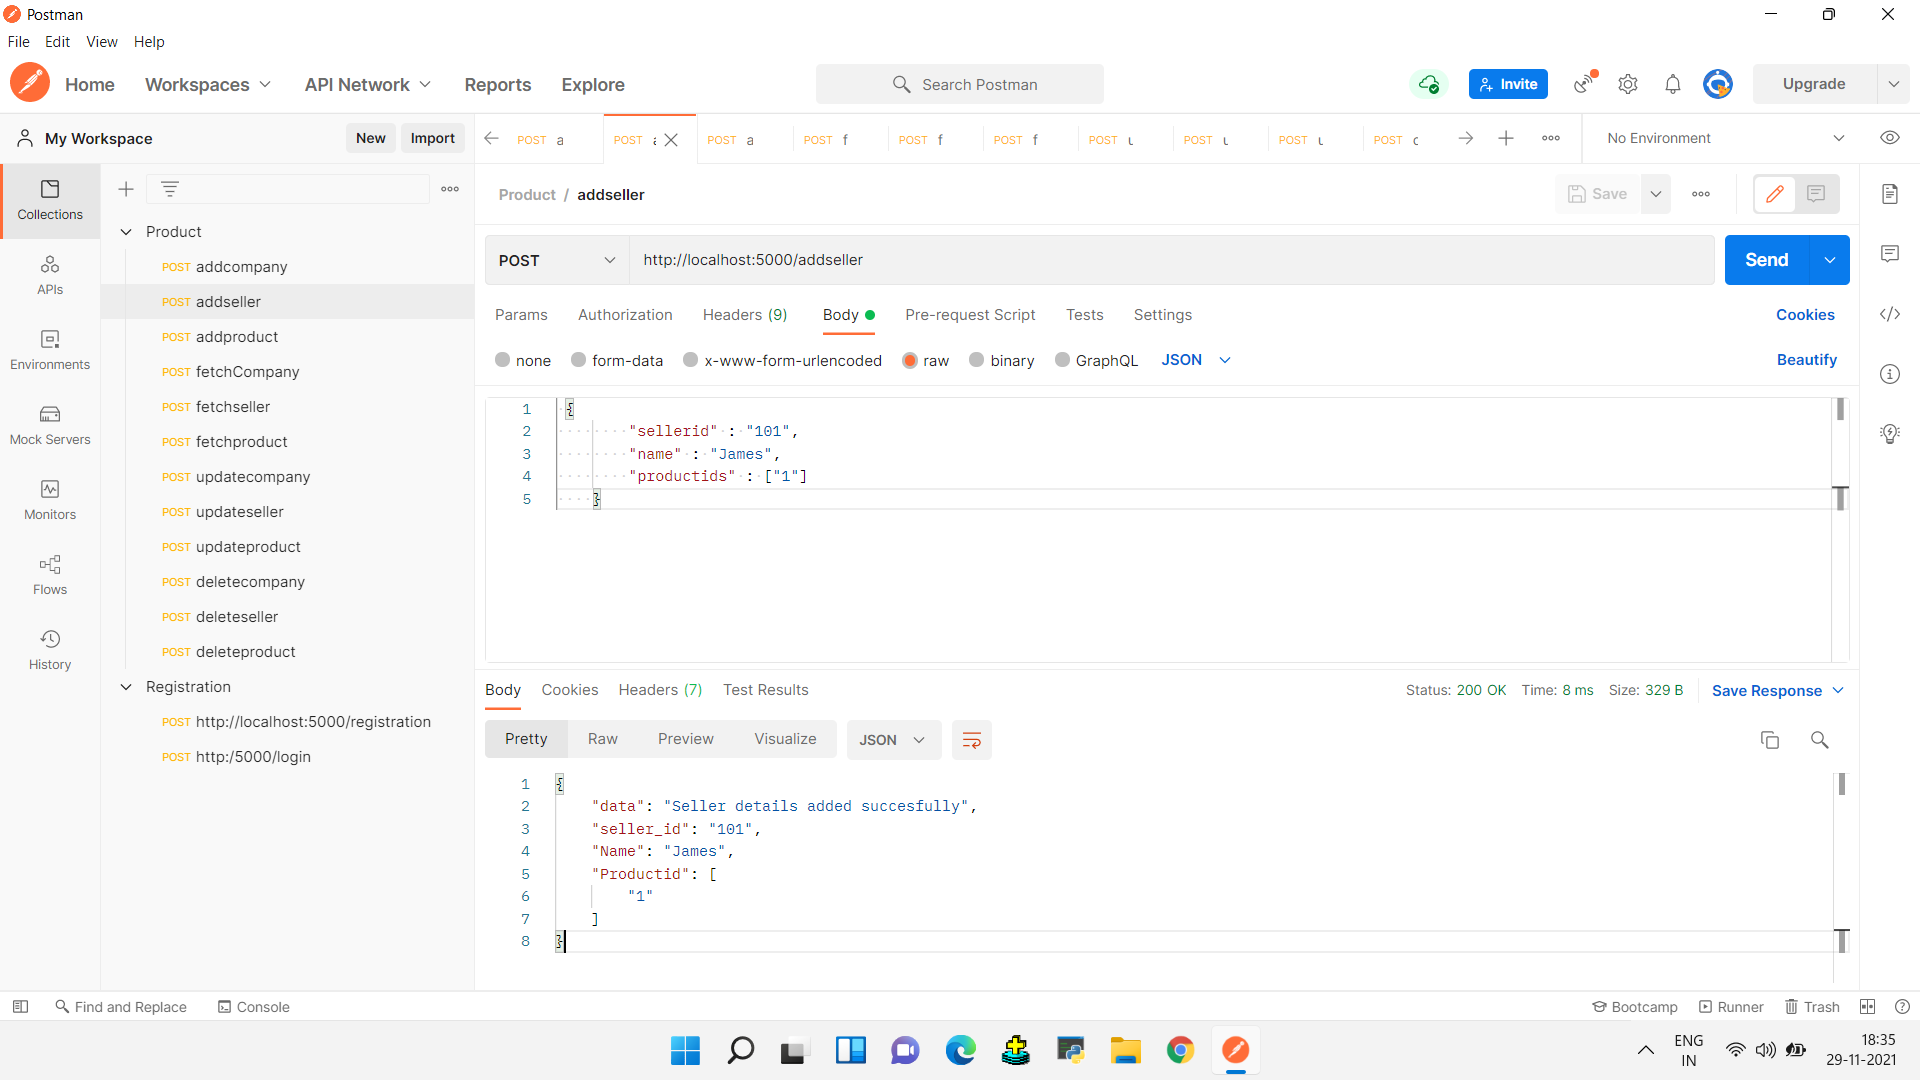 Postman
File Edit View Help
Home Workspaces API Network Reports Explore Search Postman Invite Upgrade
My Workspace New Import POST a POST POST a POST f POST f POST f POST POST POST POST c No Environment
Collections
APIs
Environments
Mock Servers
Monitors
Flows
History
Product
POST addcompany
POST addseller
POST addproduct
POST fetchCompany
POST fetchseller
POST fetchproduct
POST updatecompany
POST updateseller
POST updateproduct
POST deletecompany
POST deleteseller
POST deleteproduct
Registration
POST http://localhost:5000/registration
POST http:/5000/login
Product / addseller Save
POST http://localhost:5000/addseller Send
Params Authorization Headers (9) Body Pre-request Script Tests Settings Cookies
none form-data x-www-form-urlencoded raw binary GraphQL JSON Beautify
1 {
2 "sellerid" : "101",
3 "name" : "James",
4 "productids" : ["1"]
5 }
Body Cookies Headers (7) Test Results Status: 200 OK Time: 8 ms Size: 329 B Save Response
Pretty Raw Preview Visualize JSON
1 {
2 "data": "Seller details added succesfully",
3 "seller_id": "101",
4 "Name": "James",
5 "Productid": [
6 "1"
7 ]
8 }
Find and Replace Console Bootcamp Runner Trash
ENG
IN
18:35
29-11-2021